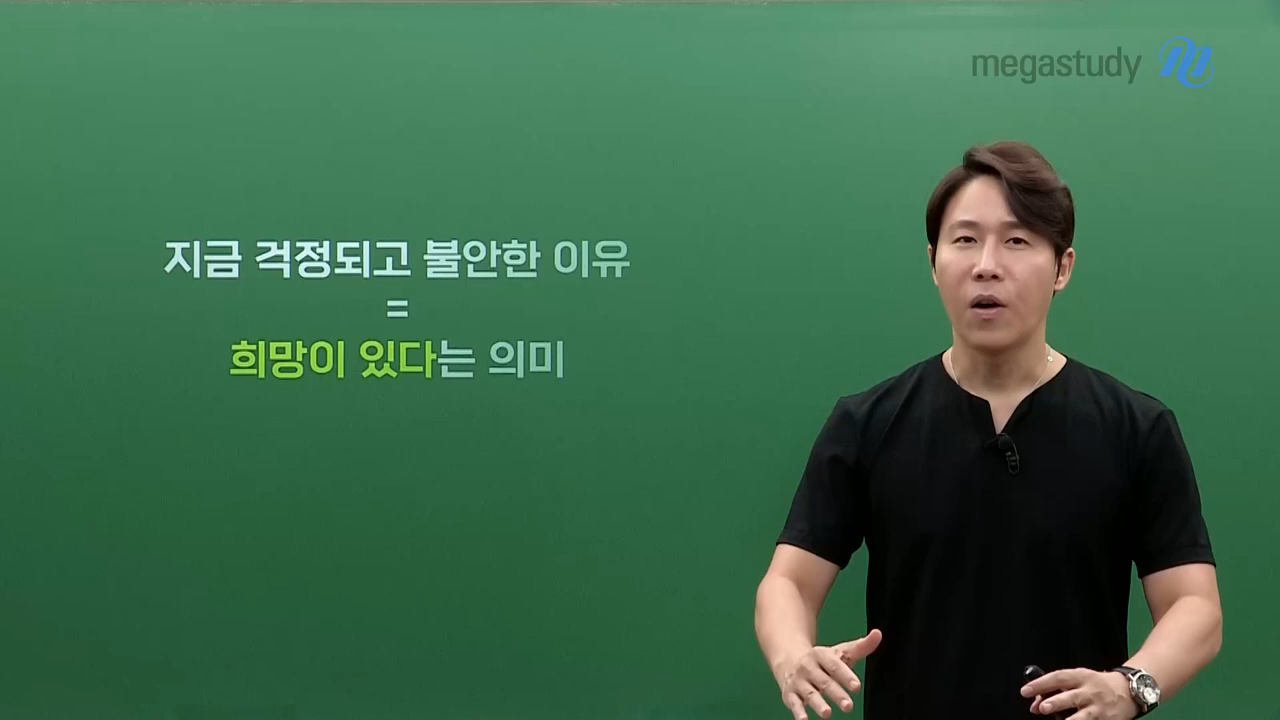 megastudy
지금 걱정되고 불안한 이유
=
희망이 있다는 의미